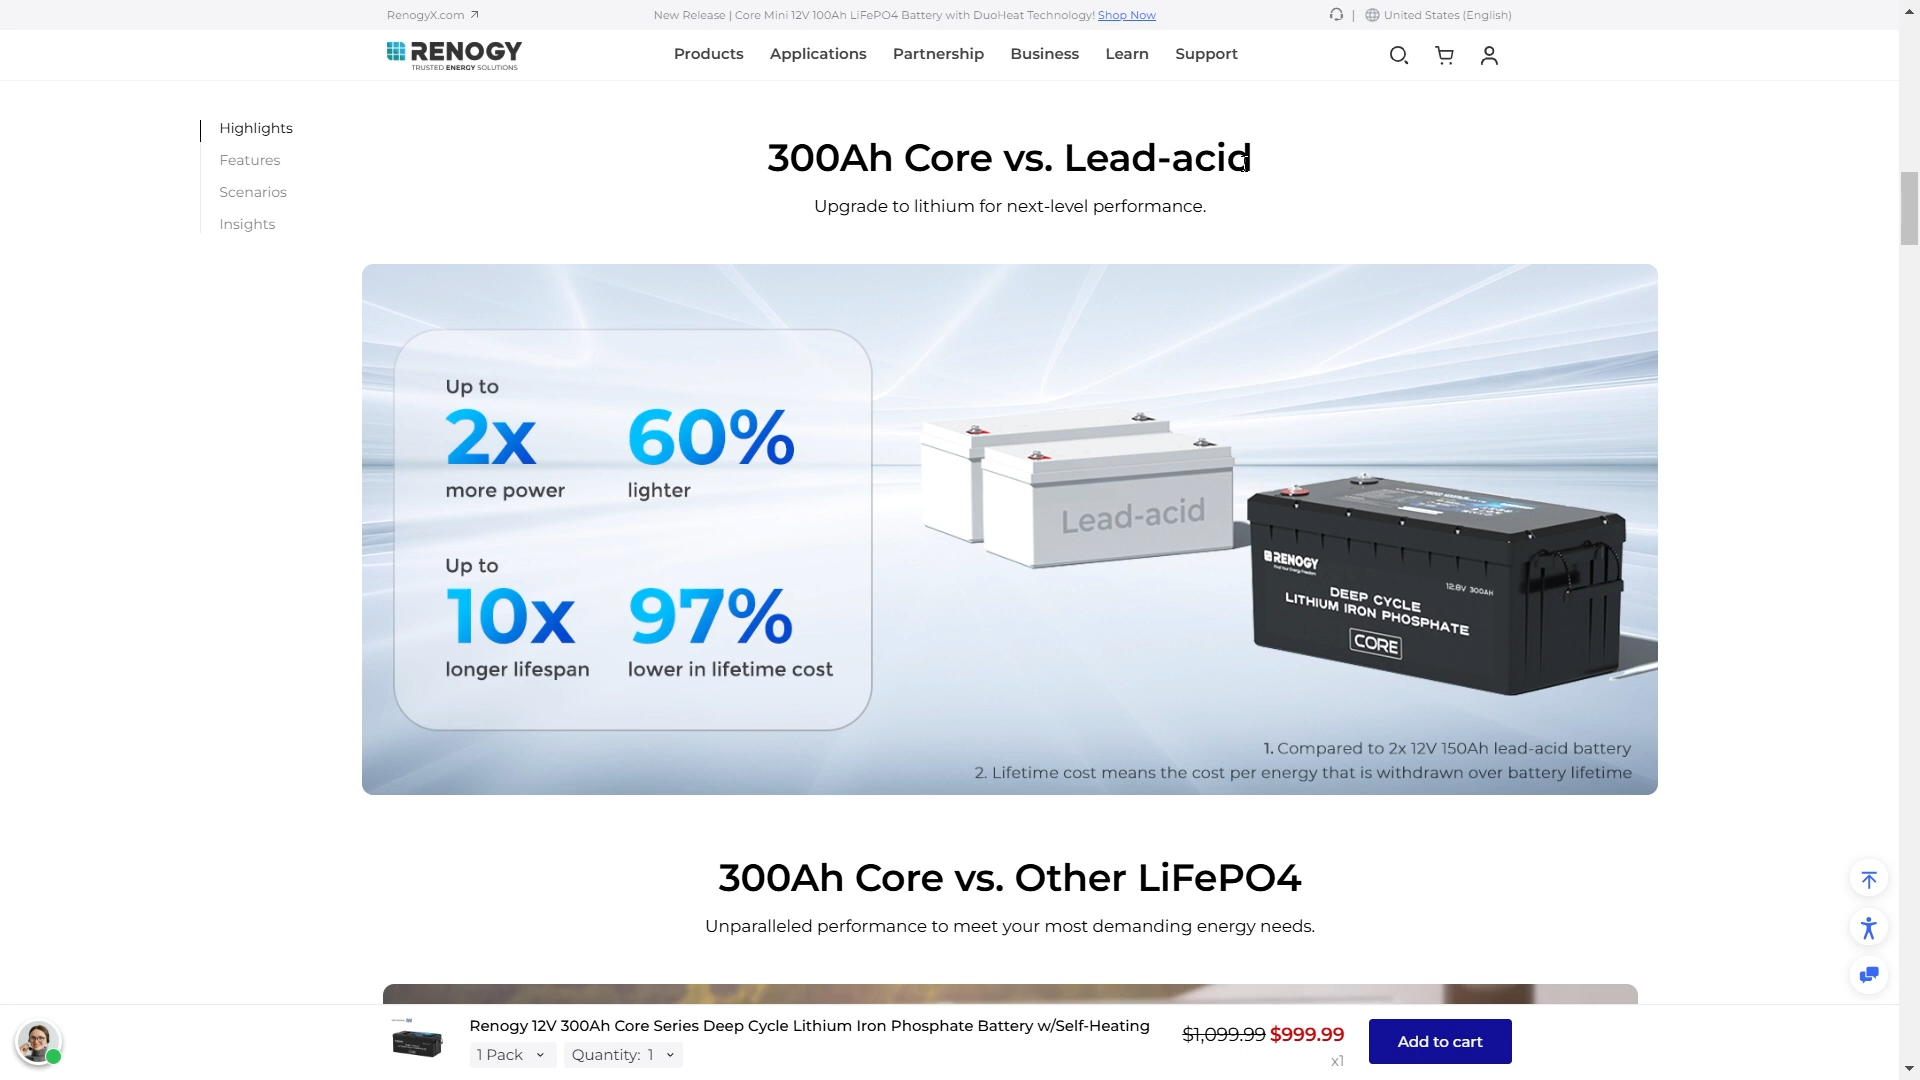 RenogyX.com
New Release | Core Mini 12V 100Ah LiFePO4 Battery with DuoHeat Technology! Shop Now
United States (English)
RENOGY
TRUSTED ENERGY SOLUTIONS
Products
Applications
Partnership
Business
Learn
Support
Highlights
Features
Scenarios
Insights
300Ah Core vs. Lead-acid
Upgrade to lithium for next-level performance.
Up to
2x
more power
60%
lighter
Up to
10x
longer lifespan
97%
lower in lifetime cost
Lead-acid
RENOGY
12.8V 300AH
DEEP CYCLE
LITHIUM IRON PHOSPHATE
CORE
1. Compared to 2x 12V 150Ah lead-acid battery
2. Lifetime cost means the cost per energy that is withdrawn over battery lifetime
300Ah Core vs. Other LiFePO4
Unparalleled performance to meet your most demanding energy needs.
Renogy 12V 300Ah Core Series Deep Cycle Lithium Iron Phosphate Battery w/Self-Heating
1 Pack
Quantity: 1
$1,099.99 $999.99
x1
Add to cart